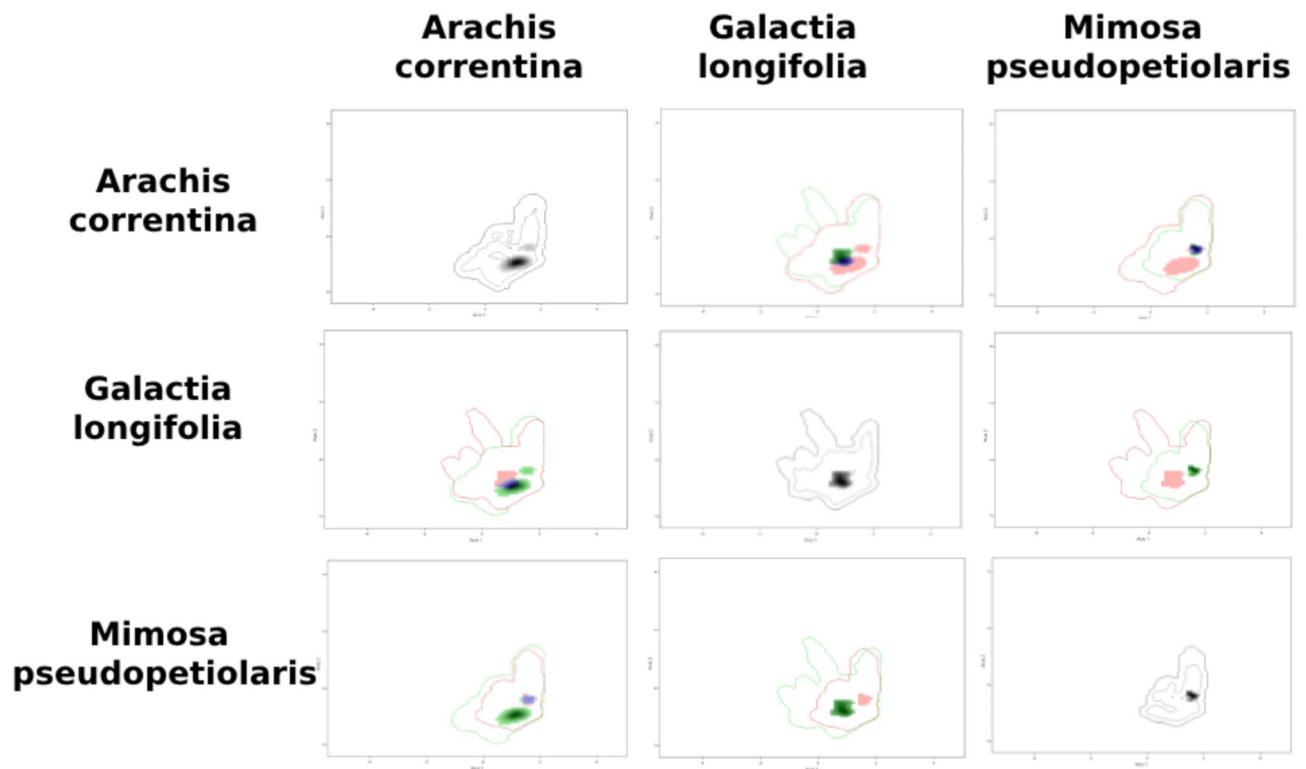 Arachis
correntina
Galactia
longifolia
Mimosa
pseudopetiolaris
Arachis
correntina
Galactia
longifolia
Mimosa
pseudopetiolaris